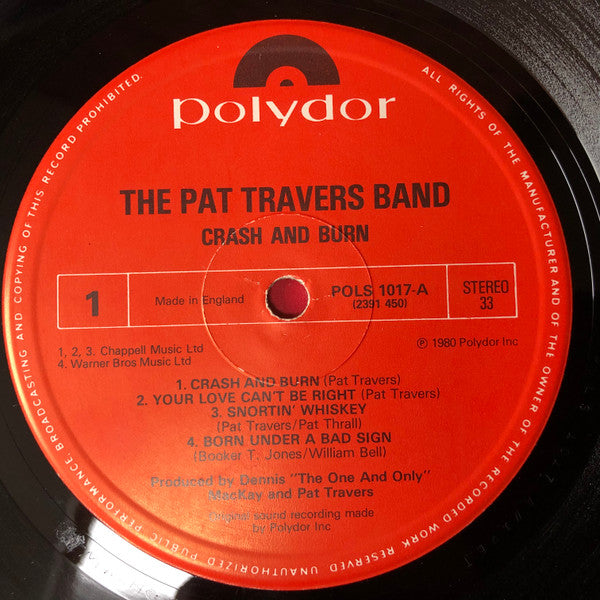 polydor
THE PAT TRAVERS BAND
CRASH AND BURN
1
Made in England
POLS 1017-A
(2391 450)
STEREO
33
1, 2, 3. Chappell Music Ltd
4. Warner Bros Music Ltd
℗ 1980 Polydor Inc
1. CRASH AND BURN (Pat Travers)
2. YOUR LOVE CAN'T BE RIGHT (Pat Travers)
3. SNORTIN' WHISKEY
(Pat Travers/Pat Thrall)
4. BORN UNDER A BAD SIGN
(Booker T. Jones/William Bell)
Produced by Dennis "The One And Only"
MacKay and Pat Travers
Original sound recording made
by Polydor Inc
ALL RIGHTS OF THE MANUFACTURER AND OF THE OWNER OF THE RECORDED WORK RESERVED UNAUTHORIZED PUBLIC PERFORMANCE BROADCASTING AND COPYING OF THIS RECORD PROHIBITED.